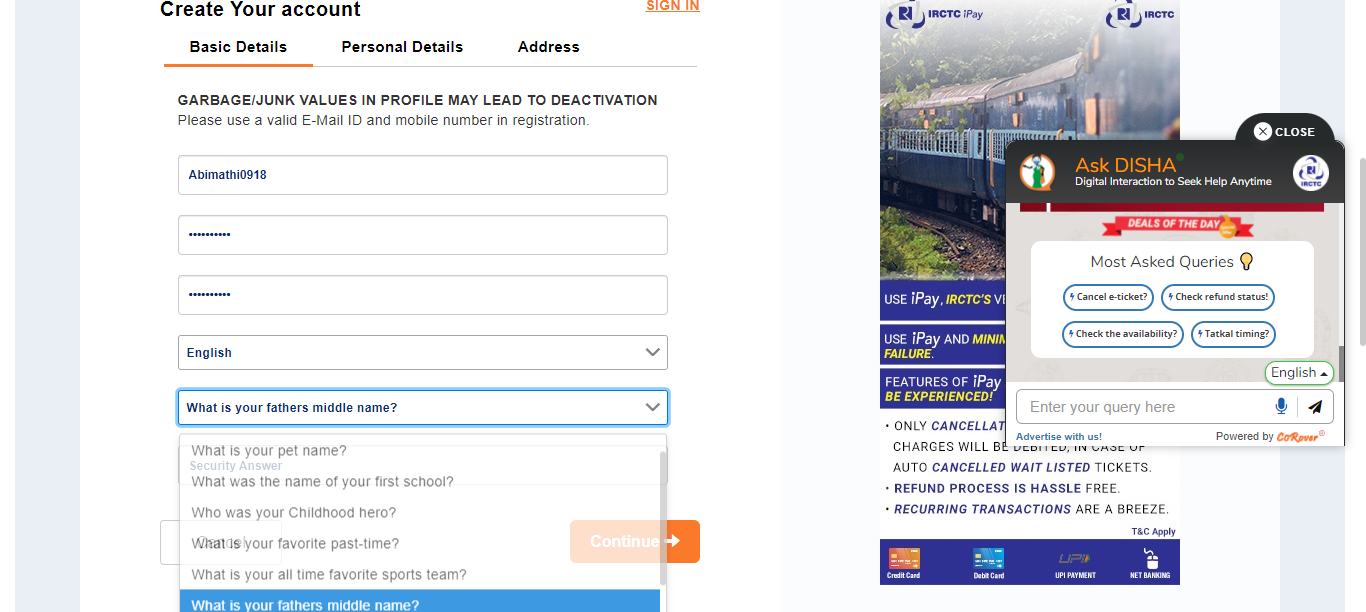 Create Your account
SIGN IN
Basic Details
Personal Details
Address
GARBAGE/JUNK VALUES IN PROFILE MAY LEAD TO DEACTIVATION
Please use a valid E-Mail ID and mobile number in registration.
Abimathi0918
••••••••••
••••••••••
English
What is your fathers middle name?
What is your pet name?
Security Answer
What was the name of your first school?
Who was your Childhood hero?
Cancel
What is your favorite past-time?
Continue
What is your all time favorite sports team?
What is your fathers middle name?
IRCTC iPay
IRCTC
USE iPay, IRCTC'S
USE iPay AND
FAILURE.
FEATURES OF iPay
BE EXPERIENCED!
• ONLY
CHARGES WILL BE DEBITED, IN CASE OF
AUTO CANCELLED WAIT LISTED TICKETS.
• REFUND PROCESS IS HASSLE FREE.
• RECURRING TRANSACTIONS ARE A BREEZE.
T&C Apply
Credit Card
Debit Card
UPI
UPI PAYMENT
NET BANKING
CLOSE
Ask DISHA
Digital Interaction to Seek Help Anytime
IRCTC
DEALS OF THE DAY
Most Asked Queries
Cancel e-ticket?
Check refund status!
Check the availability?
Tatkal timing?
English
Enter your query here
Advertise with us!
Powered by CoRover®